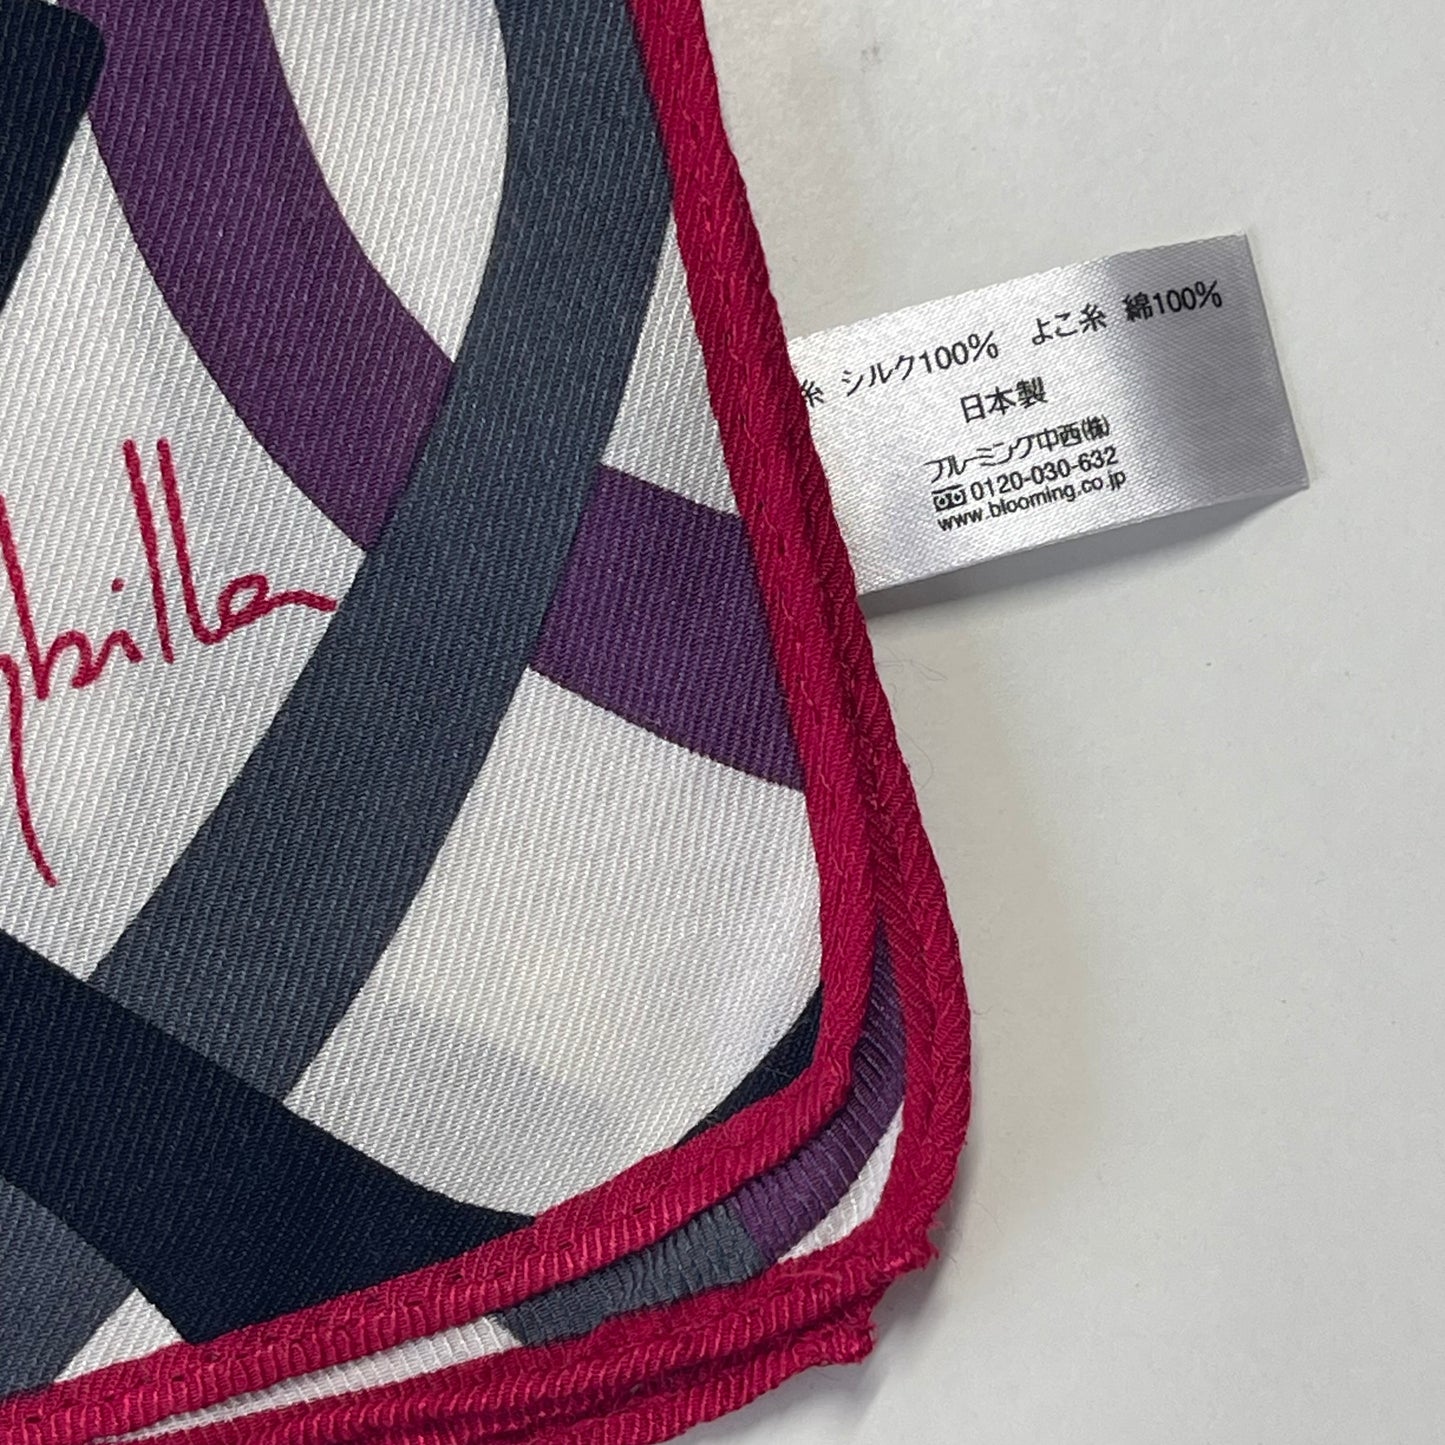 ybilla
糸 シルク100% よこ糸 綿100%
日本製
ブルーミング中西(株)
0120-030-632
www.blooming.co.jp